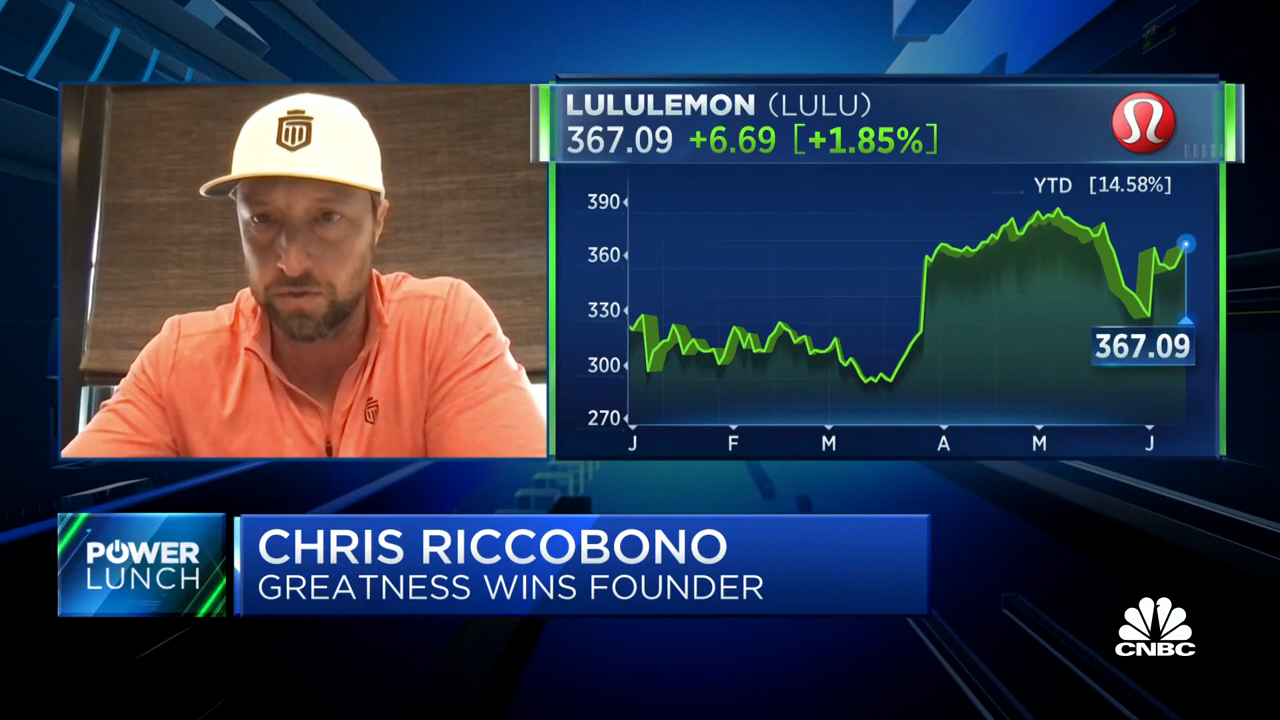 LULULEMON (LULU)
367.09 +6.69 [+1.85%]
YTD [14.58%]
390
360
330
300
270
367.09
J F M A M J
POWER
LUNCH
CHRIS RICCOBONO
GREATNESS WINS FOUNDER
CNBC